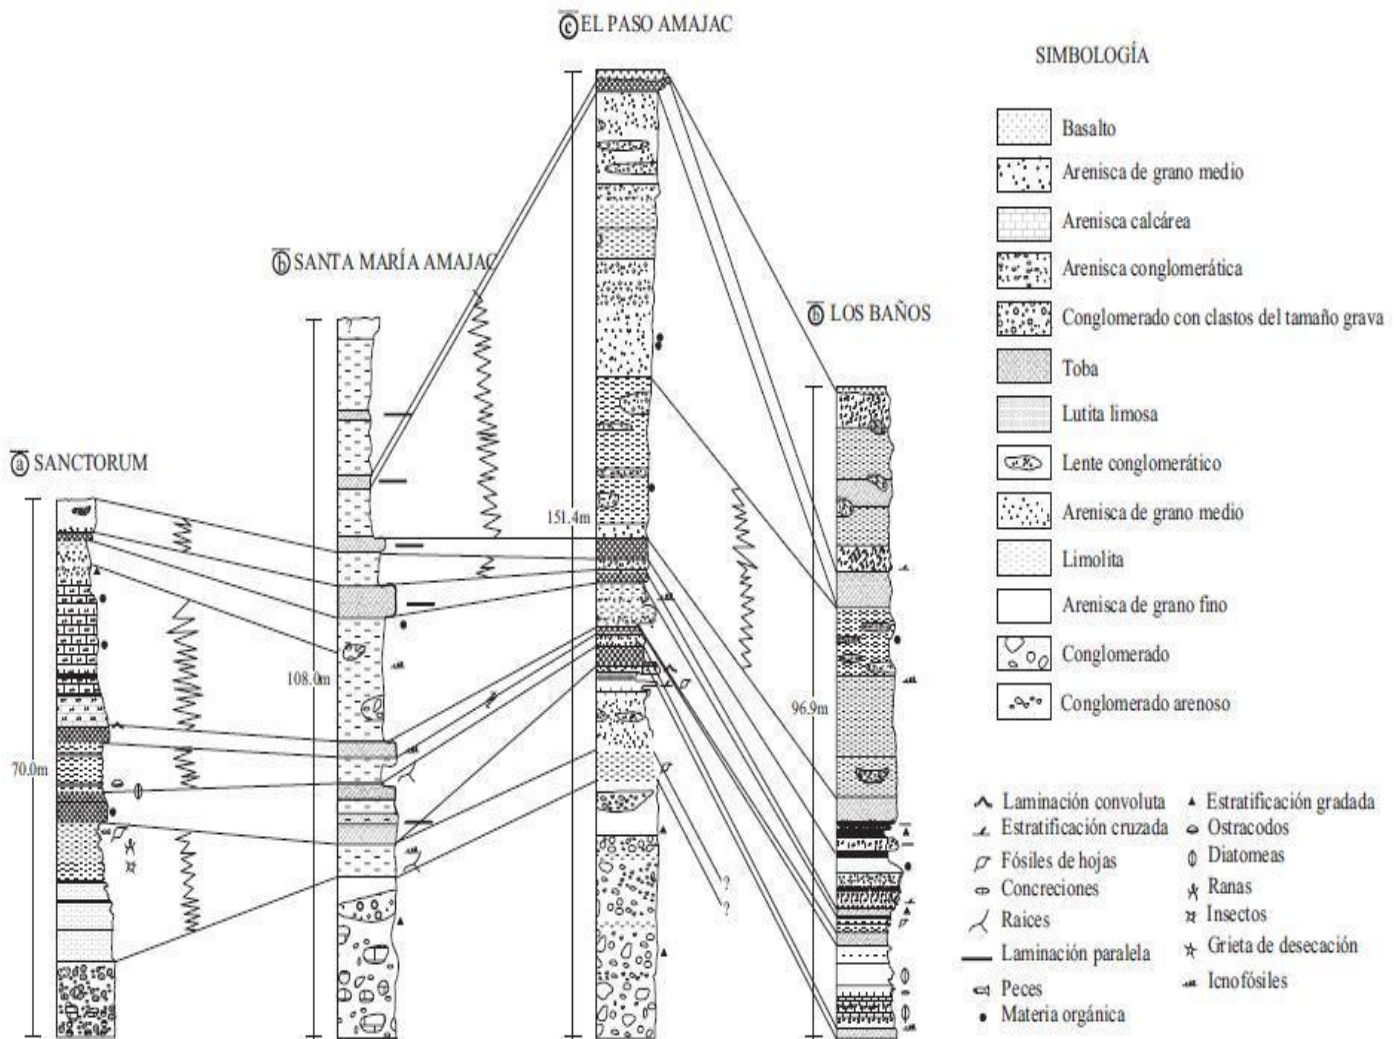 c EL PASO AMAJAC
SIMBOLOGÍA
Basalto
Arenisca de grano medio
Arenisca calcárea
b SANTA MARÍA AMAJAC
Arenisca conglomerática
b LOS BAÑOS
Conglomerado con clastos del tamaño grava
?
Toba
Lutita limosa
a SANCTORUM
Lente conglomerático
151.4m
Arenisca de grano medio
Limolita
Arenisca de grano fino
108.0m
Conglomerado
96.9m
Conglomerado arenoso
70.0m
Laminación convoluta
Estratificación gradada
Estratificación cruzada
Ostracodos
Fósiles de hojas
Diatomeas
?
Concreciones
Ranas
?
Raices
Insectos
Laminación paralela
Grieta de desecación
Peces
Icnofósiles
Materia orgánica